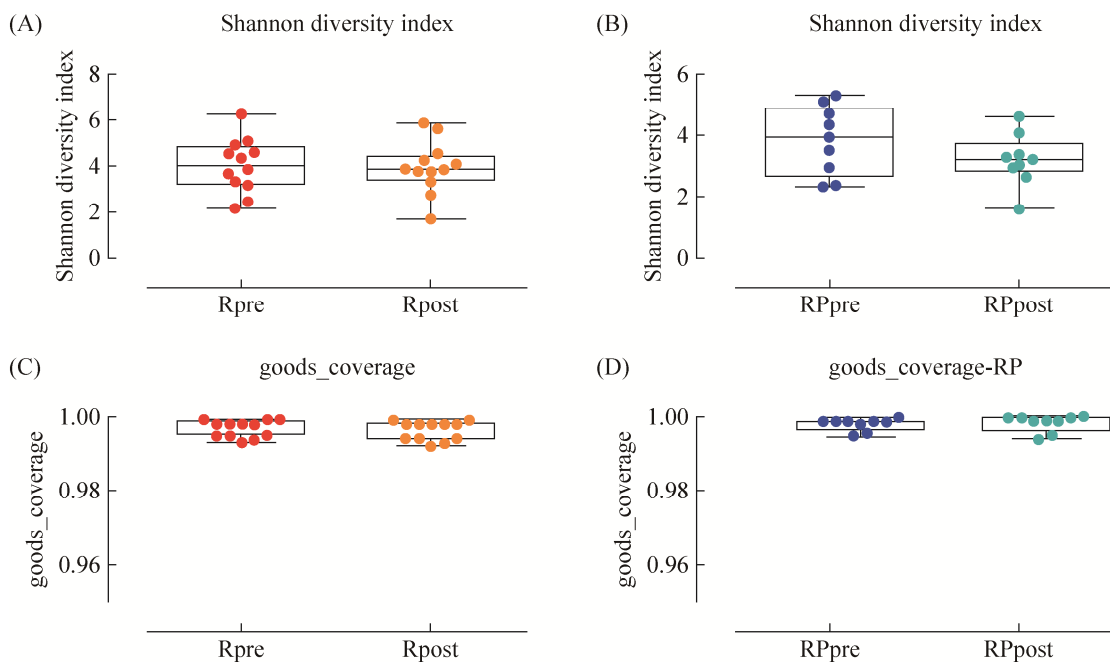 (A)
Shannon diversity index
Shannon diversity index
8
6
4
2
0
Rpre
Rpost
(B)
Shannon diversity index
Shannon diversity index
6
4
2
0
RPpre
RPpost
(C)
goods_coverage
goods_coverage
1.00
0.98
0.96
Rpre
Rpost
(D)
goods_coverage-RP
goods_coverage
1.00
0.98
0.96
RPpre
RPpost